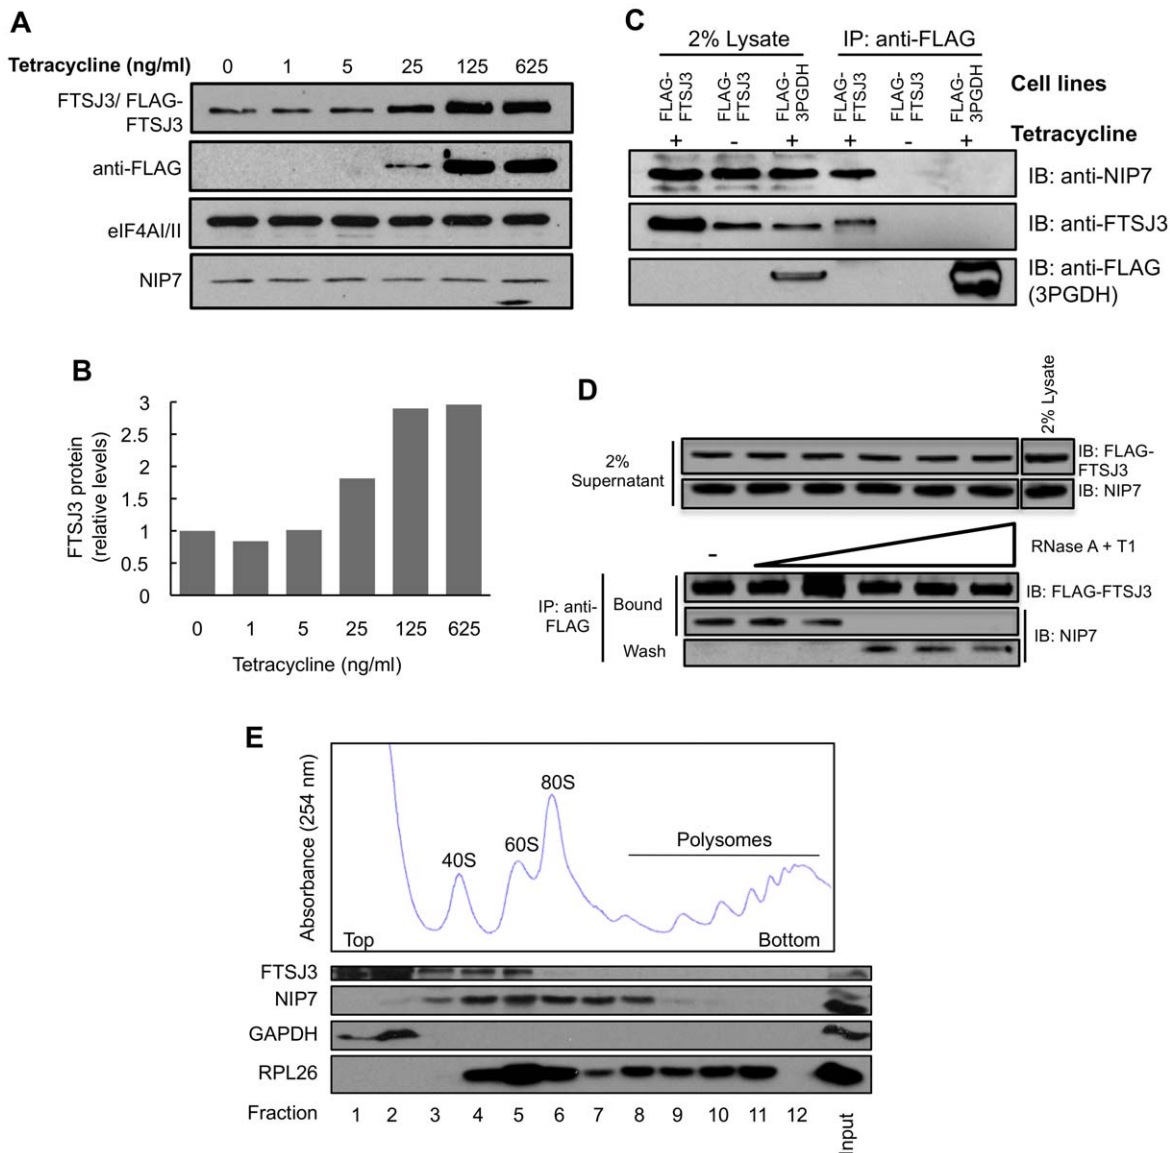 A
Tetracycline (ng/ml) 0 1 5 25 125 625
FTSJ3/ FLAG-
FTSJ3
anti-FLAG
eIF4AI/II
NIP7
B
FTSJ3 protein
(relative levels)
3
2.5
2
1.5
1
0.5
0
0 1 5 25 125 625
Tetracycline (ng/ml)
C
2% Lysate IP: anti-FLAG
FLAG-
FTSJ3
FLAG-
FTSJ3
FLAG-
3PGDH
FLAG-
FTSJ3
FLAG-
FTSJ3
FLAG-
3PGDH
Cell lines
+ - + + - + Tetracycline
IB: anti-NIP7
IB: anti-FTSJ3
IB: anti-FLAG
(3PGDH)
D
2% Lysate
2%
Supernatant
IB: FLAG-
FTSJ3
IB: NIP7
- RNase A + T1
IP: anti-
FLAG
Bound
Wash
IB: FLAG-FTSJ3
IB: NIP7
E
Absorbance (254 nm)
40S
60S
80S
Polysomes
Top Bottom
FTSJ3
NIP7
GAPDH
RPL26
Fraction 1 2 3 4 5 6 7 8 9 10 11 12 Input